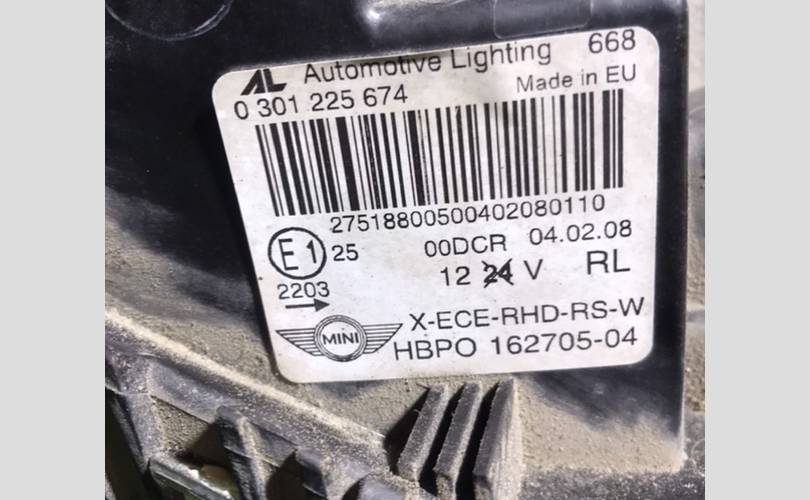 AL Automotive Lighting 668
0 301 225 674 Made in EU
27518800500402080110
E1 25 00DCR 04.02.08
2203 12 24 V RL
X-ECE-RHD-RS-W
MINI HBPO 162705-04